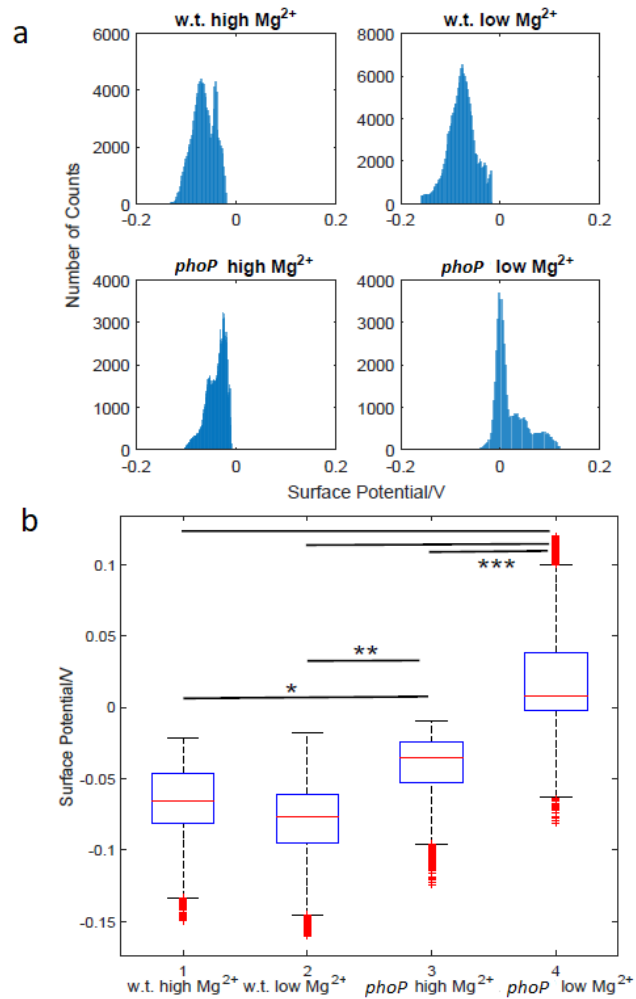 a
w.t. high Mg2+
w.t. low Mg2+
6000
4000
2000
0
-0.2 0 0.2
8000
6000
4000
2000
0
-0.2 0 0.2
Number of Counts
phoP high Mg2+
phoP low Mg2+
4000
3000
2000
1000
0
-0.2 0 0.2
4000
3000
2000
1000
0
-0.2 0 0.2
Surface Potential/V
b
***
**
*
0.1
0.05
0
-0.05
-0.1
-0.15
Surface Potential/V
1 2 3 4
w.t. high Mg2+ w.t. low Mg2+ phoP high Mg2+ phoP low Mg2+